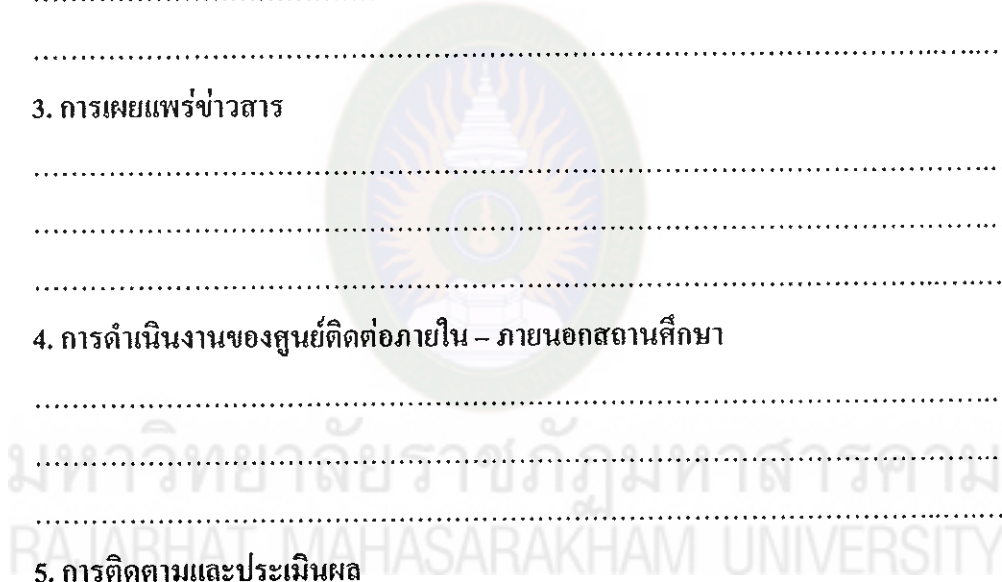 3. การเผยแพร่ข่าวสาร
4. การดำเนินงานของศูนย์ติดต่อภายใน – ภายนอกสถานศึกษา
มหาวิทยาลัยราชภัฏมหาสารคาม
RAJABHAT MAHASARAKHAM UNIVERSITY
5. การติดตามและประเมินผล